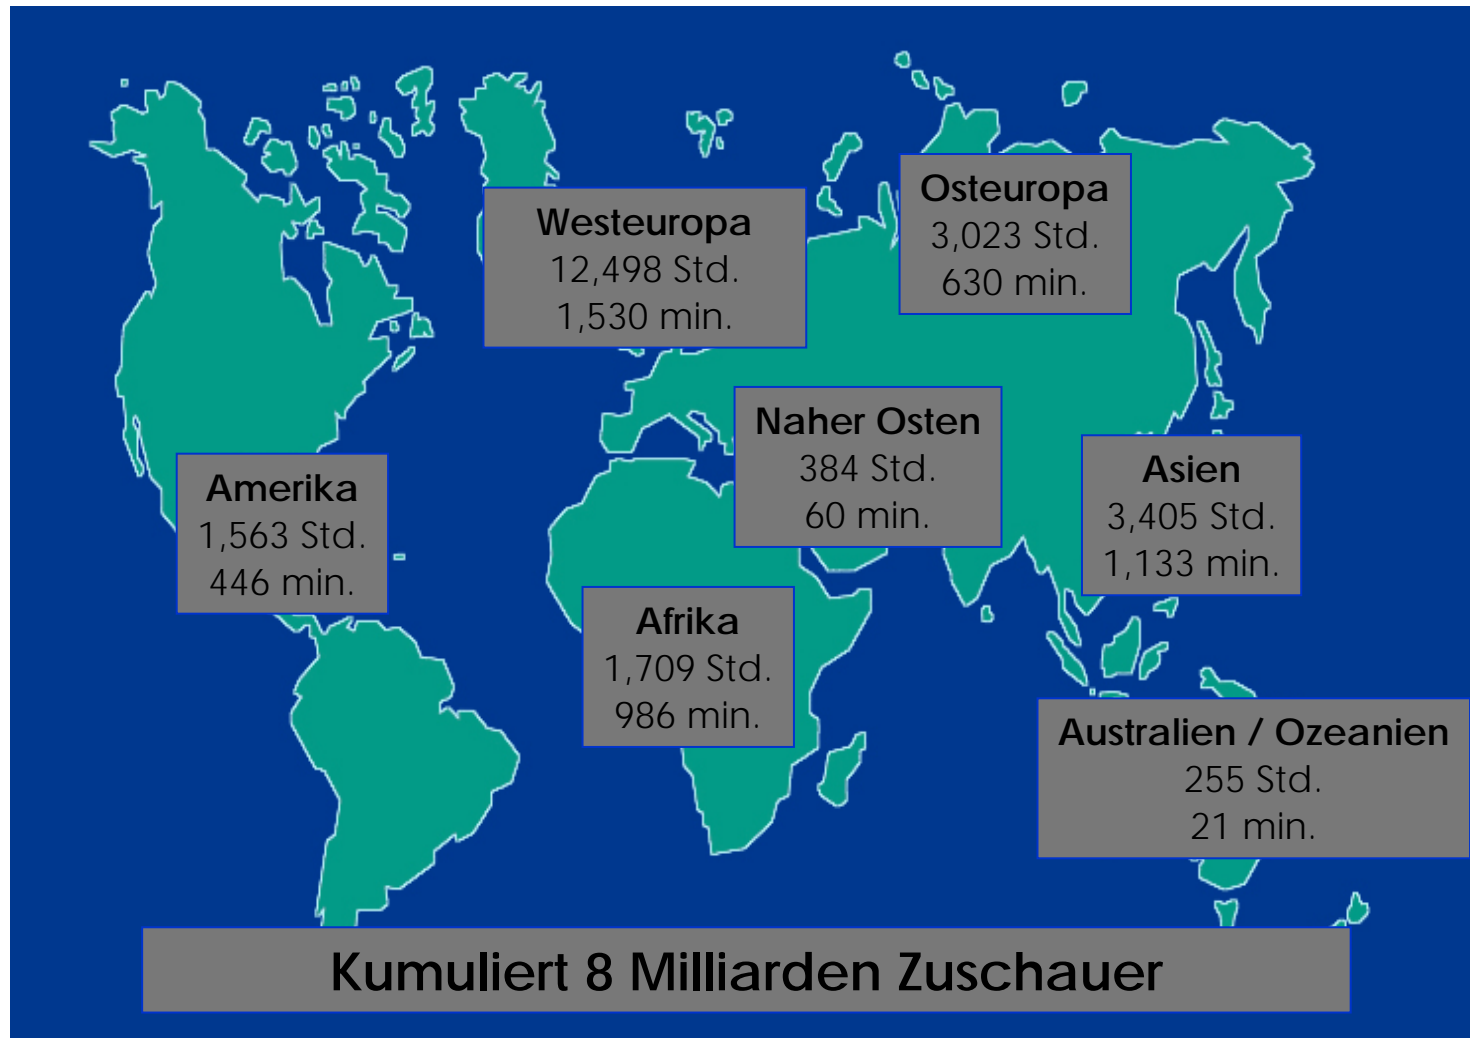 Osteuropa
3,023 Std.
630 min.
Westeuropa
12,498 Std.
1,530 min.
Naher Osten
384 Std.
60 min.
Asien
3,405 Std.
1,133 min.
Amerika
1,563 Std.
446 min.
Afrika
1,709 Std.
986 min.
Australien / Ozeanien
255 Std.
21 min.
Kumuliert 8 Milliarden Zuschauer